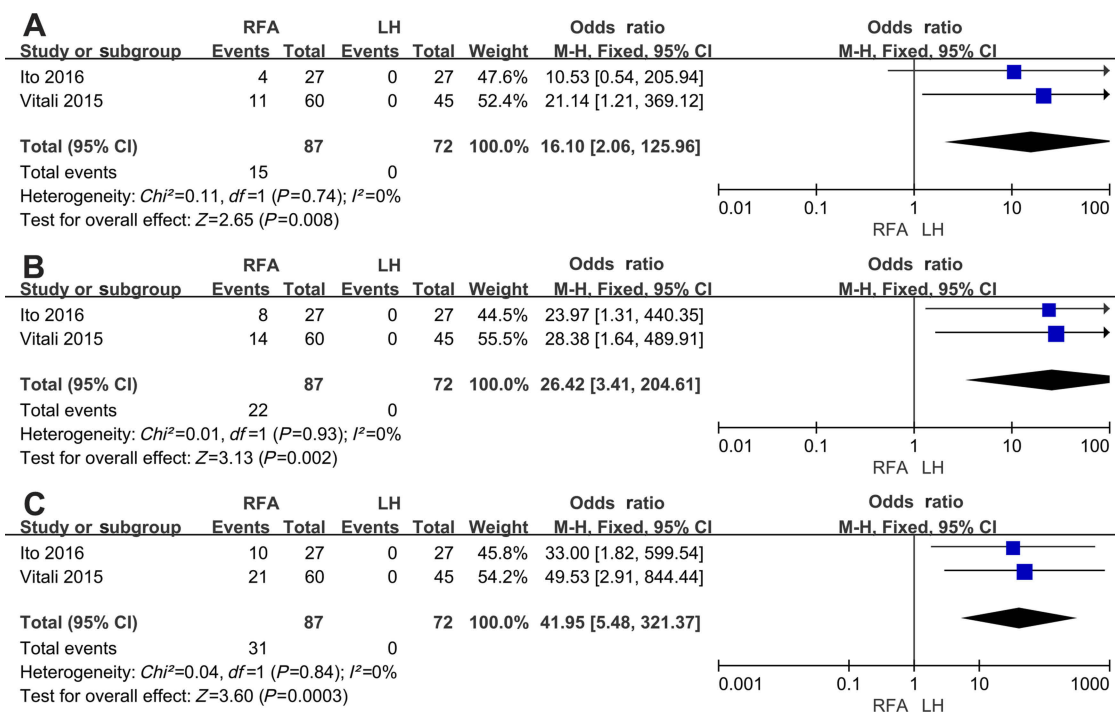 A
RFA LH Odds ratio Odds ratio
Study or subgroup Events Total Events Total Weight M-H, Fixed, 95% CI M-H, Fixed, 95% CI
Ito 2016 4 27 0 27 47.6% 10.53 [0.54, 205.94]
Vitali 2015 11 60 0 45 52.4% 21.14 [1.21, 369.12]
Total (95% CI) 87 72 100.0% 16.10 [2.06, 125.96]
Total events 15 0
Heterogeneity: Chi²=0.11, df=1 (P=0.74); I²=0%
Test for overall effect: Z=2.65 (P=0.008)
0.01 0.1 1 10 100
RFA LH
B
RFA LH Odds ratio Odds ratio
Study or subgroup Events Total Events Total Weight M-H, Fixed, 95% CI M-H, Fixed, 95% CI
Ito 2016 8 27 0 27 44.5% 23.97 [1.31, 440.35]
Vitali 2015 14 60 0 45 55.5% 28.38 [1.64, 489.91]
Total (95% CI) 87 72 100.0% 26.42 [3.41, 204.61]
Total events 22 0
Heterogeneity: Chi²=0.01, df=1 (P=0.93); I²=0%
Test for overall effect: Z=3.13 (P=0.002)
0.01 0.1 1 10 100
RFA LH
C
RFA LH Odds ratio Odds ratio
Study or subgroup Events Total Events Total Weight M-H, Fixed, 95% CI M-H, Fixed, 95% CI
Ito 2016 10 27 0 27 45.8% 33.00 [1.82, 599.54]
Vitali 2015 21 60 0 45 54.2% 49.53 [2.91, 844.44]
Total (95% CI) 87 72 100.0% 41.95 [5.48, 321.37]
Total events 31 0
Heterogeneity: Chi²=0.04, df=1 (P=0.84); I²=0%
Test for overall effect: Z=3.60 (P=0.0003)
0.001 0.1 1 10 1000
RFA LH